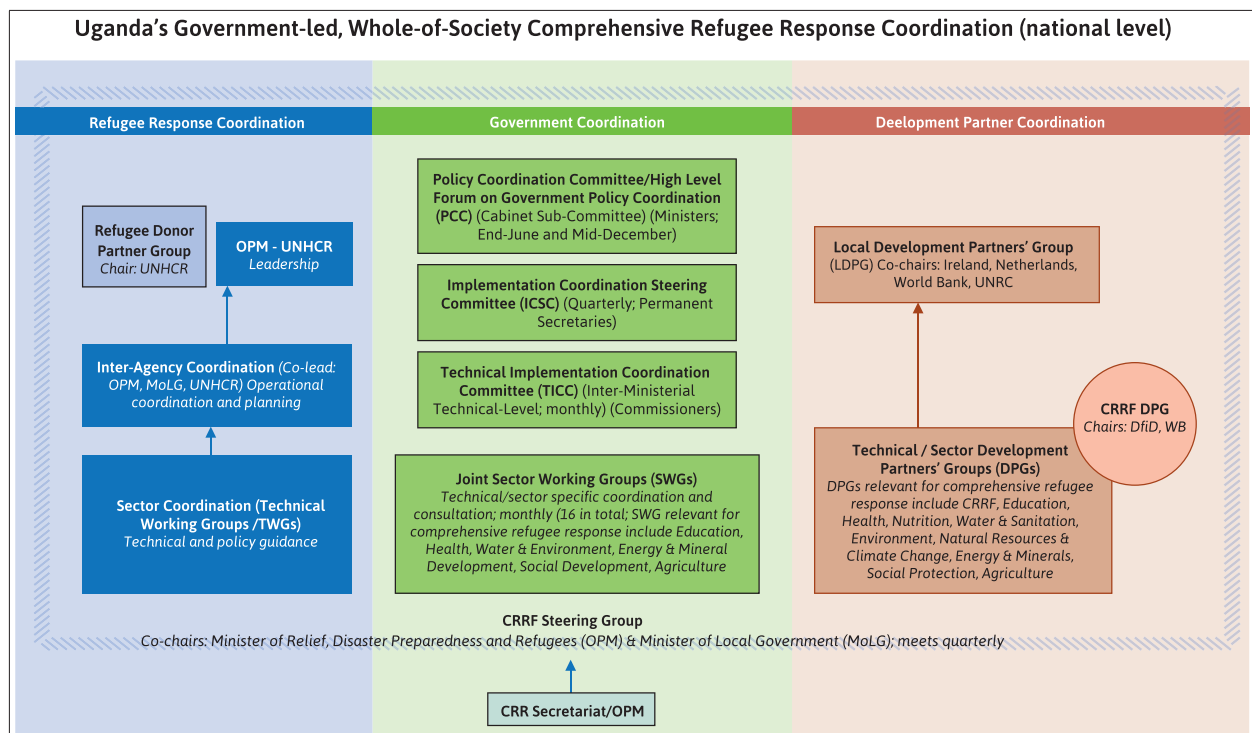 Uganda's Government-led, Whole-of-Society Comprehensive Refugee Response Coordination (national level)
Refugee Response Coordination
Government Coordination
Deelopment Partner Coordination
Refugee Donor
Partner Group
Chair: UNHCR
OPM - UNHCR
Leadership
Inter-Agency Coordination (Co-lead:
OPM, MoLG, UNHCR) Operational
coordination and planning
Sector Coordination (Technical
Working Groups /TWGs)
Technical and policy guidance
Policy Coordination Committee/High Level
Forum on Government Policy Coordination
(PCC) (Cabinet Sub-Committee) (Ministers;
End-June and Mid-December)
Implementation Coordination Steering
Committee (ICSC) (Quarterly; Permanent
Secretaries)
Technical Implementation Coordination
Committee (TICC) (Inter-Ministerial
Technical-Level; monthly) (Commissioners)
Joint Sector Working Groups (SWGs)
Technical/sector specific coordination and
consultation; monthly (16 in total; SWG relevant for
comprehensive refugee response include Education,
Health, Water & Environment, Energy & Mineral
Development, Social Development, Agriculture
Local Development Partners' Group
(LDPG) Co-chairs: Ireland, Netherlands,
World Bank, UNRC
CRRF DPG
Chairs: DfiD, WB
Technical / Sector Development
Partners' Groups (DPGs)
DPGs relevant for comprehensive refugee
response include CRRF, Education,
Health, Nutrition, Water & Sanitation,
Environment, Natural Resources &
Climate Change, Energy & Minerals,
Social Protection, Agriculture
CRRF Steering Group
Co-chairs: Minister of Relief, Disaster Preparedness and Refugees (OPM) & Minister of Local Government (MoLG); meets quarterly
CRR Secretariat/OPM